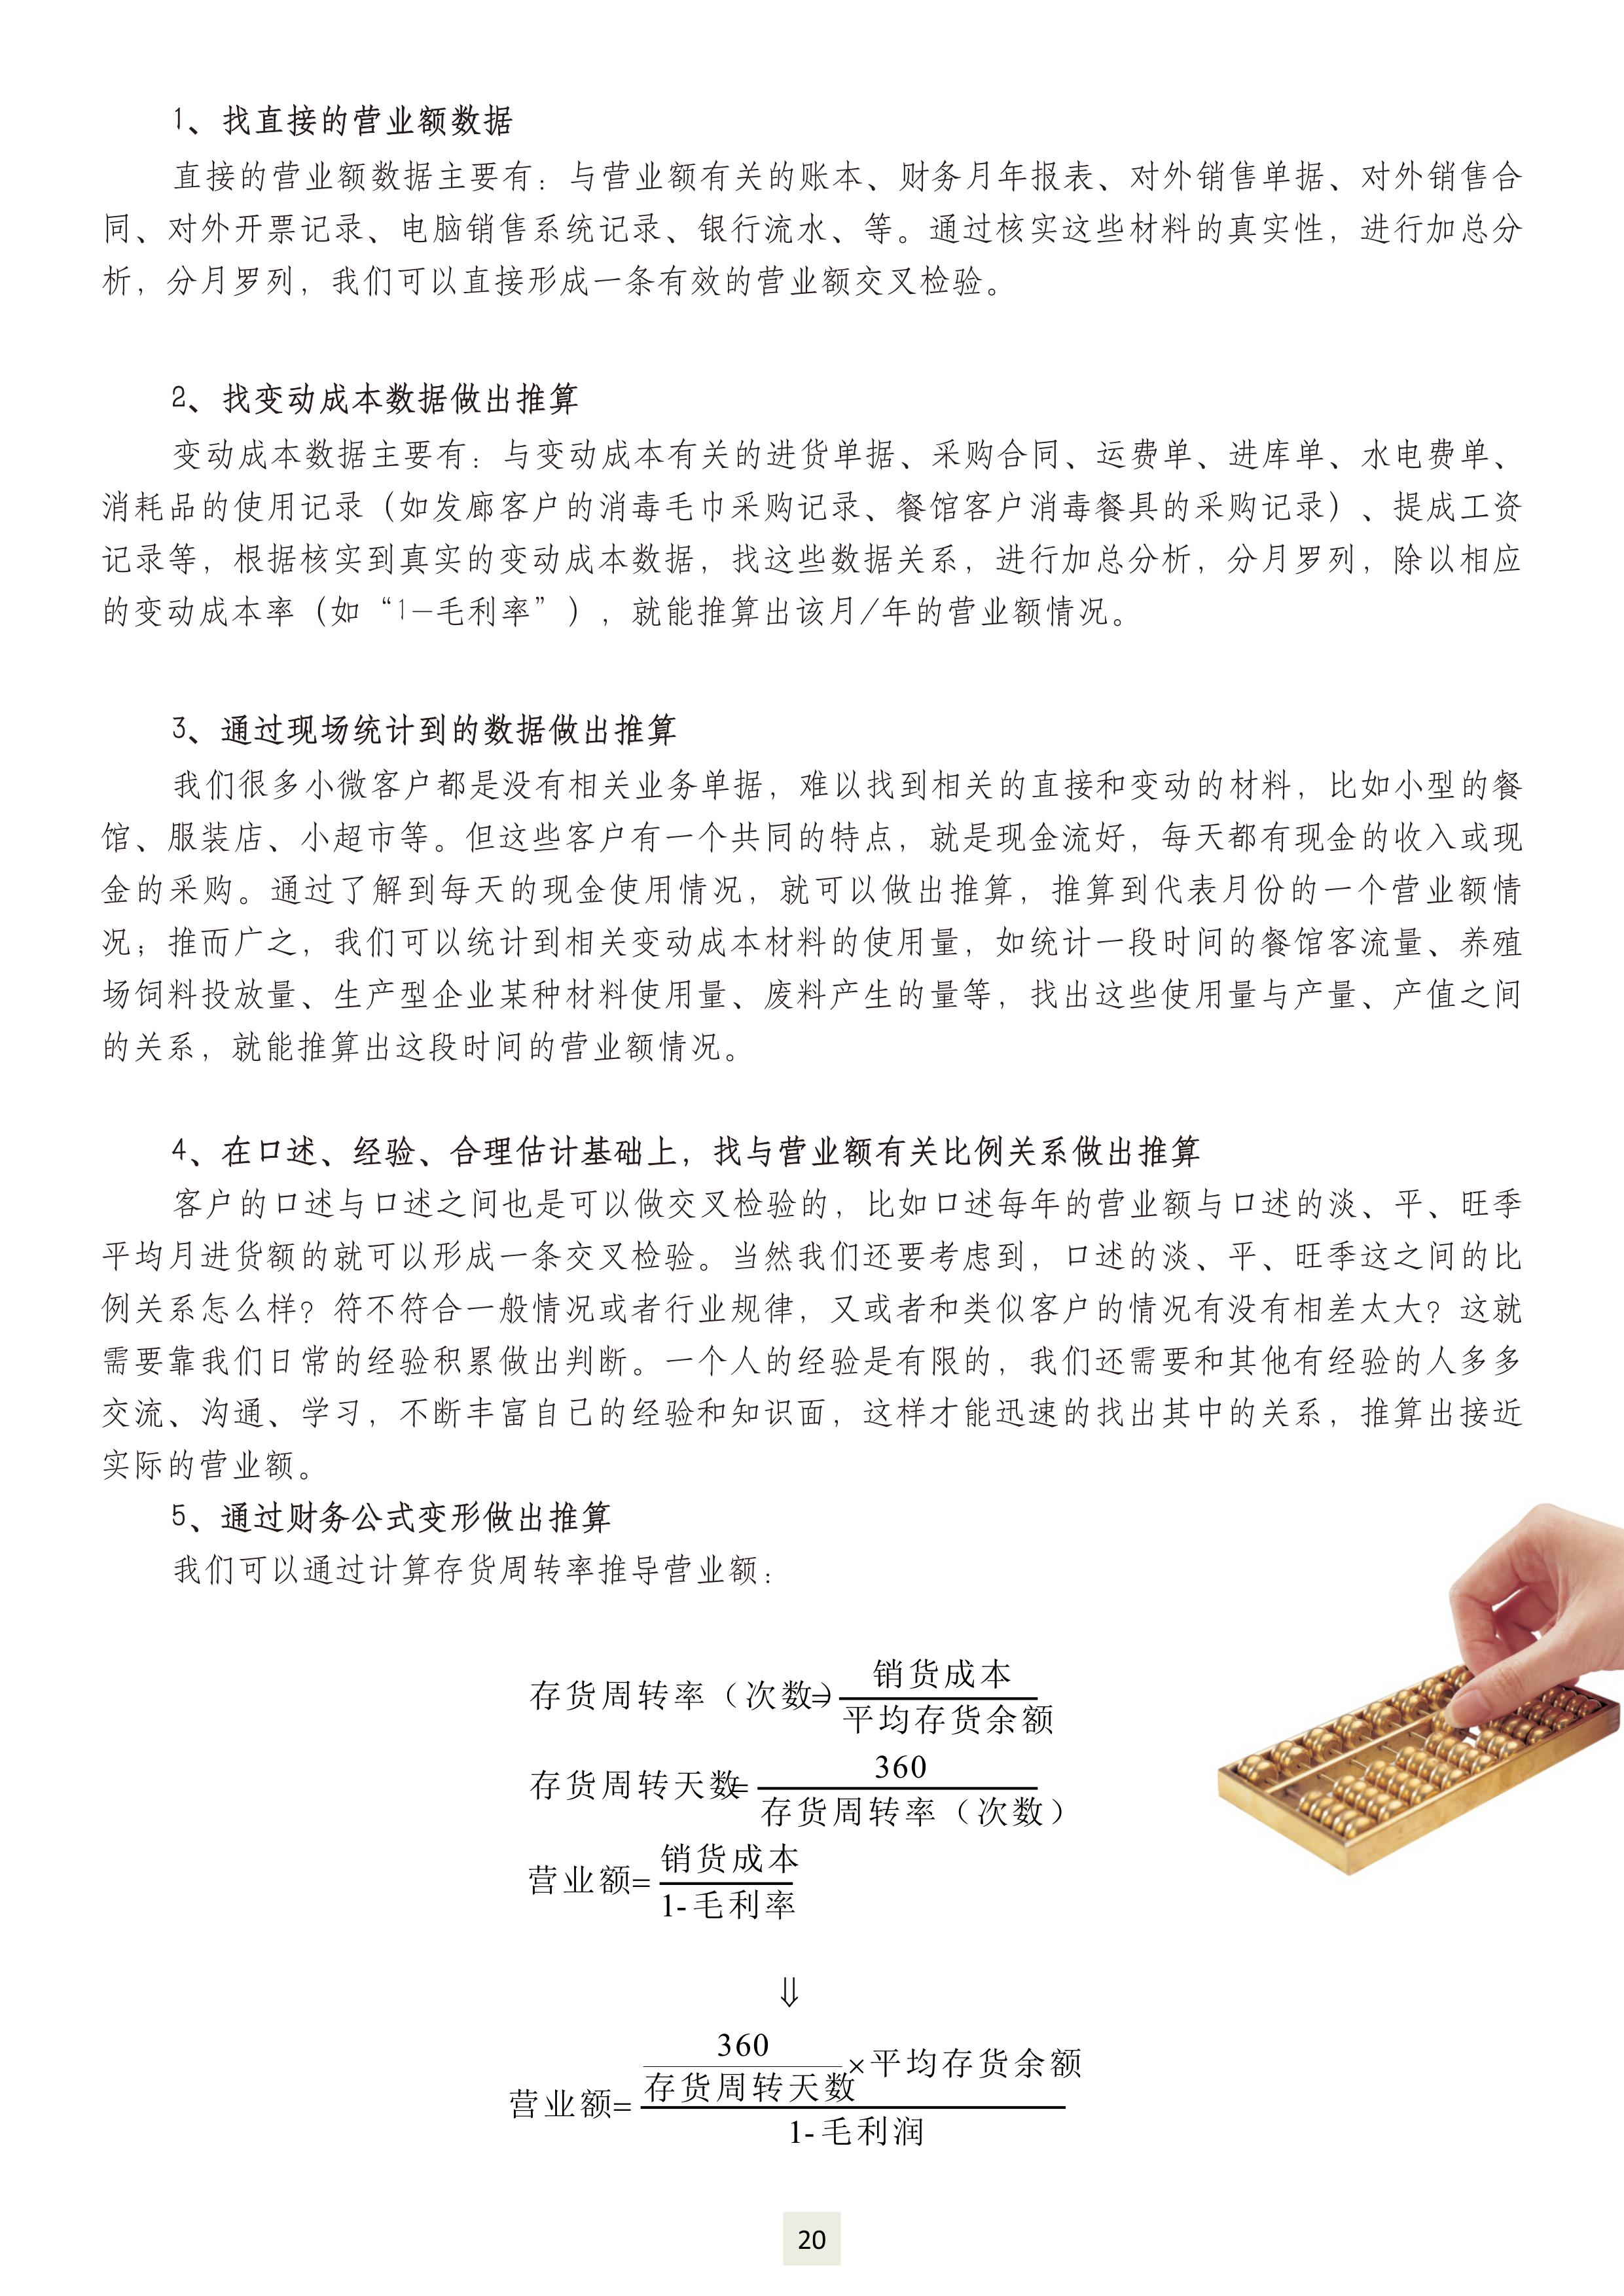 1、找直接的营业额数据
直接的营业额数据主要有：与营业额有关的账本、财务月年报表、对外销售单据、对外销售合
同、对外开票记录、电脑销售系统记录、银行流水、等。通过核实这些材料的真实性，进行加总分
析，分月罗列，我们可以直接形成一条有效的营业额交叉检验。
2、找变动成本数据做出推算
变动成本数据主要有：与变动成本有关的进货单据、采购合同、运费单、进库单、水电费单、
消耗品的使用记录（如发廊客户的消毒毛巾采购记录、餐馆客户消毒餐具的采购记录）、提成工资
记录等，根据核实到真实的变动成本数据，找这些数据关系，进行加总分析，分月罗列，除以相应
的变动成本率（如“1—毛利率”），就能推算出该月/年的营业额情况。
3、通过现场统计到的数据做出推算
我们很多小微客户都是没有相关业务单据，难以找到相关的直接和变动的材料，比如小型的餐
馆、服装店、小超市等。但这些客户有一个共同的特点，就是现金流好，每天都有现金的收入或现
金的采购。通过了解到每天的现金使用情况，就可以做出推算，推算到代表月份的一个营业额情
况；推而广之，我们可以统计到相关变动成本材料的使用量，如统计一段时间的餐馆客流量、养殖
场饲料投放量、生产型企业某种材料使用量、废料产生的量等，找出这些使用量与产量、产值之间
的关系，就能推算出这段时间的营业额情况。
4、在口述、经验、合理估计基础上，找与营业额有关比例关系做出推算
客户的口述与口述之间也是可以做交叉检验的，比如口述每年的营业额与口述的淡、平、旺季
平均月进货额的就可以形成一条交叉检验。当然我们还要考虑到，口述的淡、平、旺季这之间的比
例关系怎么样？符不符合一般情况或者行业规律，又或者和类似客户的情况有没有相差太大？这就
需要靠我们日常的经验积累做出判断。一个人的经验是有限的，我们还需要和其他有经验的人多多
交流、沟通、学习，不断丰富自己的经验和知识面，这样才能迅速的找出其中的关系，推算出接近
实际的营业额。
5、通过财务公式变形做出推算
我们可以通过计算存货周转率推导营业额：
存货周转率（次数）=
销货成本
平均存货余额
存货周转天数=
360
存货周转率（次数）
营业额=
销货成本
1-毛利率
⇓
营业额=
360
存货周转天数
×平均存货余额
1-毛利润
20